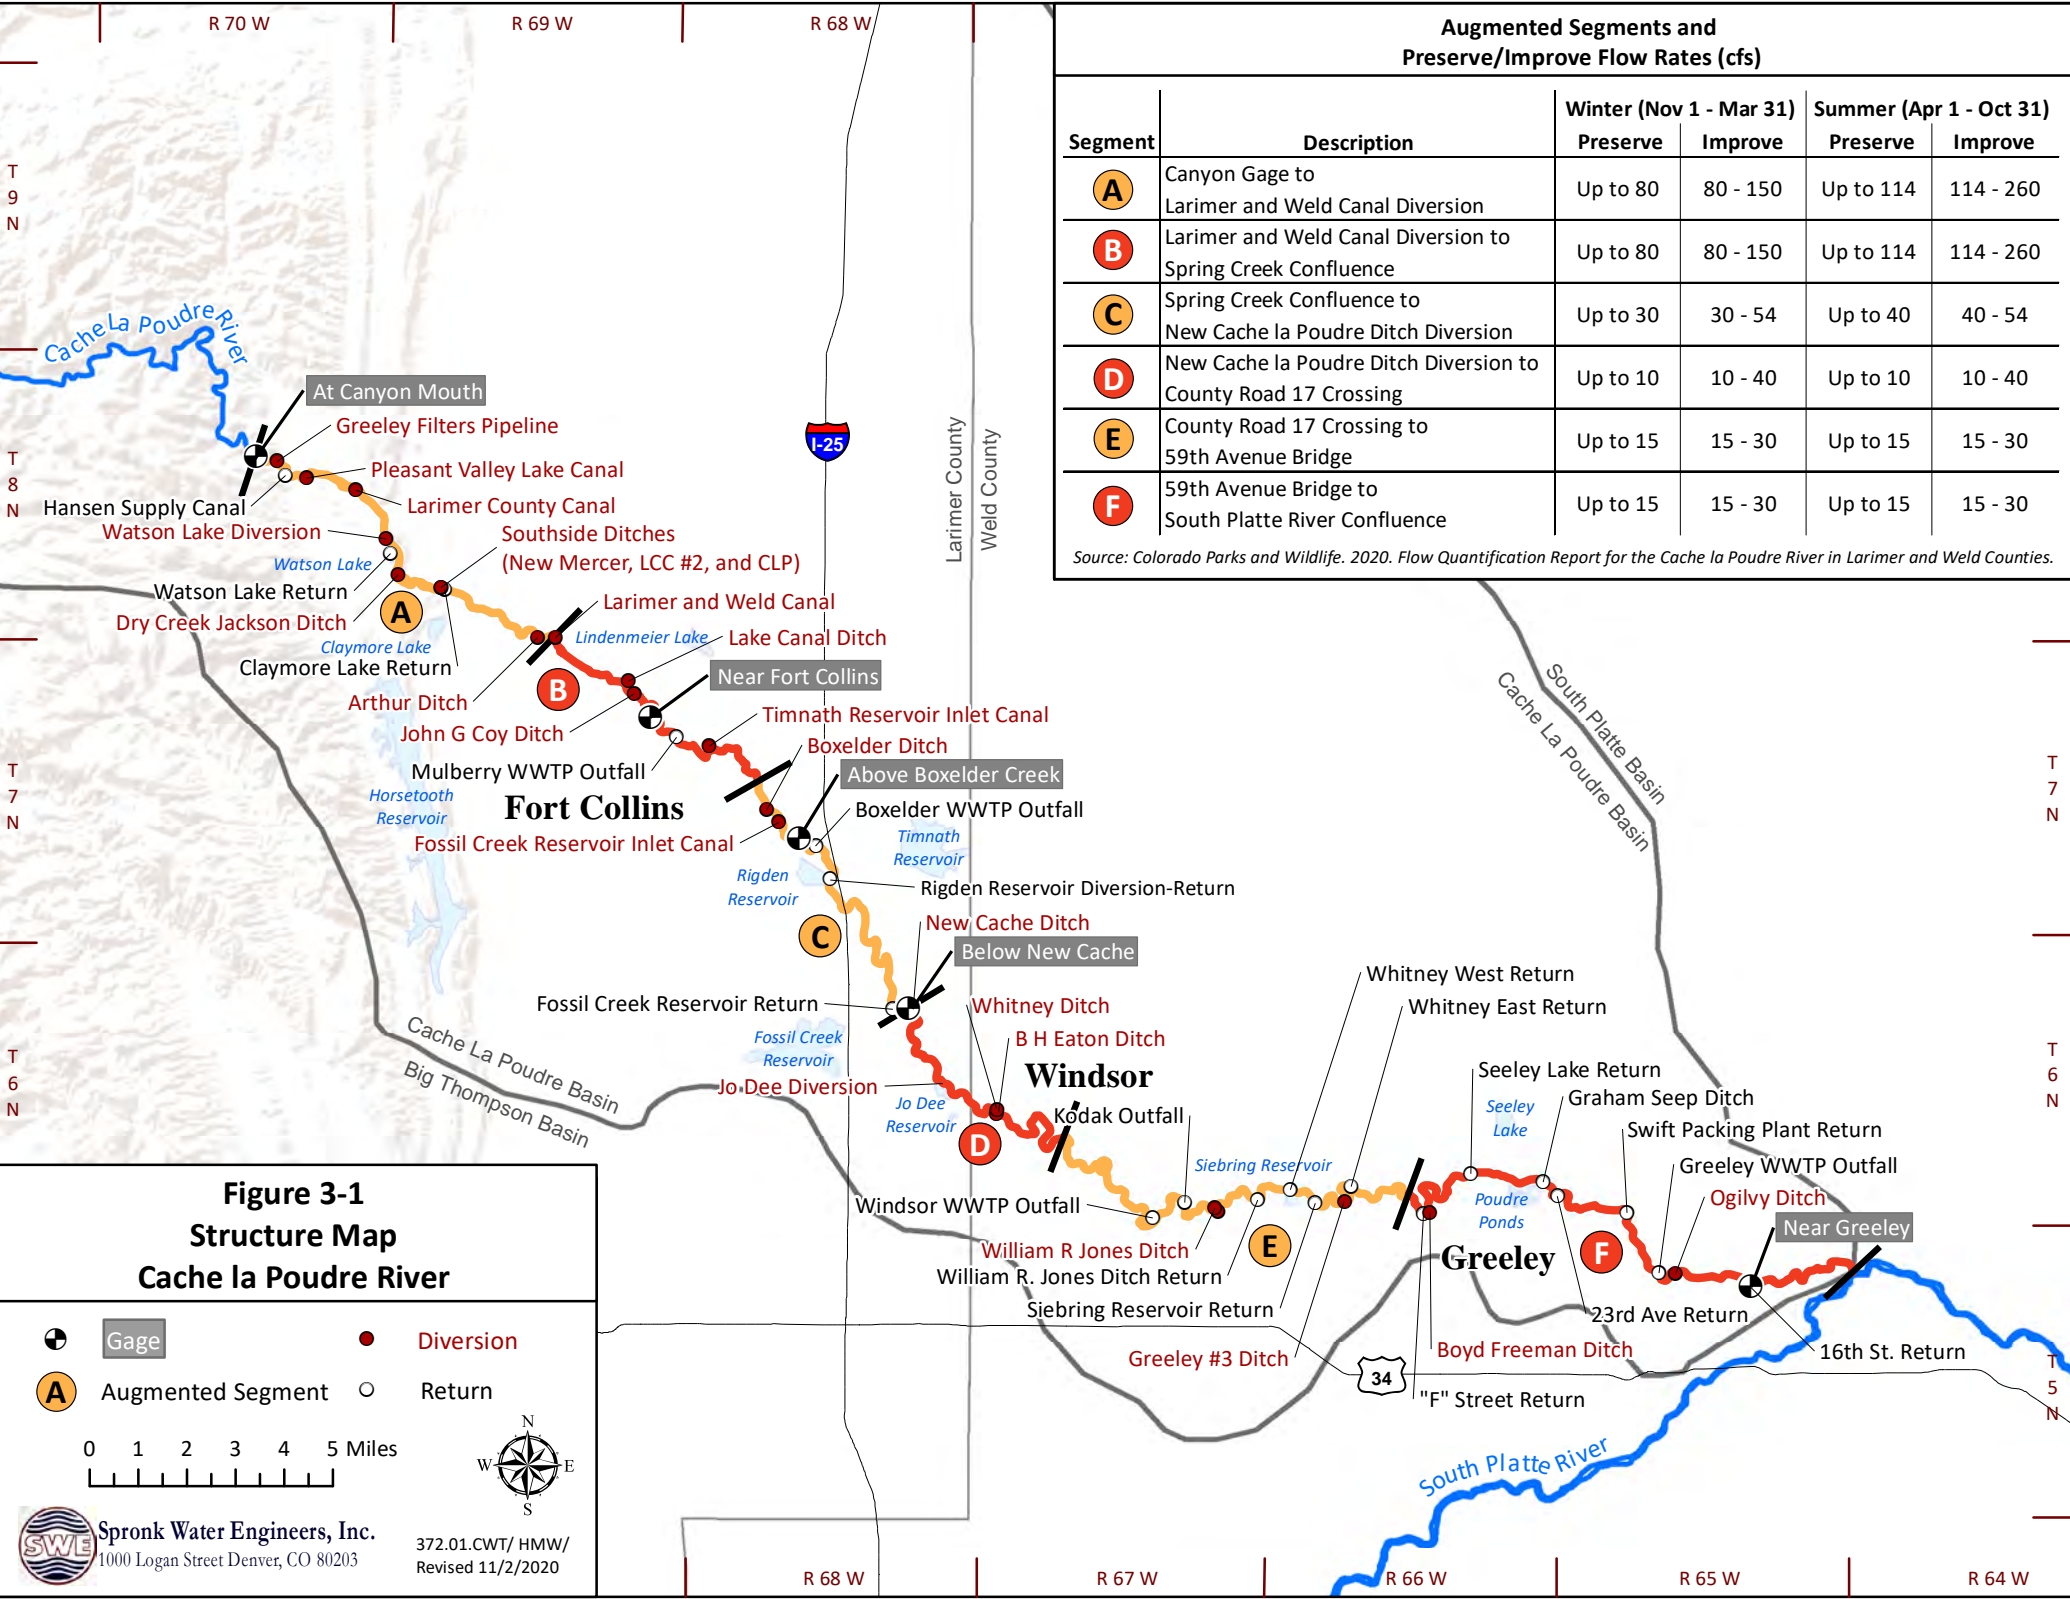 R 70 W
R 69 W
R 68 W
Augmented Segments and
Preserve/Improve Flow Rates (cfs)
Winter (Nov 1 - Mar 31)
Summer (Apr 1 - Oct 31)
Segment
Description
Preserve
Improve
Preserve
Improve
A
Canyon Gage to
Larimer and Weld Canal Diversion
Up to 80
80 - 150
Up to 114
114 - 260
B
Larimer and Weld Canal Diversion to
Spring Creek Confluence
Up to 80
80 - 150
Up to 114
114 - 260
C
Spring Creek Confluence to
New Cache la Poudre Ditch Diversion
Up to 30
30 - 54
Up to 40
40 - 54
D
New Cache la Poudre Ditch Diversion to
County Road 17 Crossing
Up to 10
10 - 40
Up to 10
10 - 40
E
County Road 17 Crossing to
59th Avenue Bridge
Up to 15
15 - 30
Up to 15
15 - 30
F
59th Avenue Bridge to
South Platte River Confluence
Up to 15
15 - 30
Up to 15
15 - 30
Source: Colorado Parks and Wildlife. 2020. Flow Quantification Report for the Cache la Poudre River in Larimer and Weld Counties.
T
9
N
Cache La Poudre River
At Canyon Mouth
Greeley Filters Pipeline
I-25
Larimer County
Weld County
T
8
N
Pleasant Valley Lake Canal
Hansen Supply Canal
Larimer County Canal
Watson Lake Diversion
Southside Ditches
(New Mercer, LCC #2, and CLP)
Watson Lake
Watson Lake Return
Dry Creek Jackson Ditch
A
Larimer and Weld Canal
Claymore Lake
Lindenmeier Lake
Lake Canal Ditch
Claymore Lake Return
Near Fort Collins
B
Arthur Ditch
John G Coy Ditch
Timnath Reservoir Inlet Canal
Boxelder Ditch
Mulberry WWTP Outfall
Above Boxelder Creek
T
7
N
Horsetooth
Reservoir
Fort Collins
Boxelder WWTP Outfall
Fossil Creek Reservoir Inlet Canal
Timnath
Reservoir
Rigden
Reservoir
Rigden Reservoir Diversion-Return
South Platte Basin
Cache La Poudre Basin
T
7
N
New Cache Ditch
C
Below New Cache
Fossil Creek Reservoir Return
Whitney Ditch
Whitney West Return
Whitney East Return
Cache La Poudre Basin
Big Thompson Basin
Fossil Creek
Reservoir
B H Eaton Ditch
Windsor
T
6
N
Jo Dee Diversion
Jo Dee
Reservoir
Kodak Outfall
D
Seeley Lake Return
Seeley
Lake
Graham Seep Ditch
Swift Packing Plant Return
T
6
N
Siebring Reservoir
Greeley WWTP Outfall
Ogilvy Ditch
Windsor WWTP Outfall
Poudre
Ponds
Near Greeley
William R Jones Ditch
E
Greeley
F
William R. Jones Ditch Return
Siebring Reservoir Return
23rd Ave Return
Greeley #3 Ditch
Boyd Freeman Ditch
16th St. Return
34
"F" Street Return
T
5
N
South Platte River
Figure 3-1
Structure Map
Cache la Poudre River
Gage
Diversion
A
Augmented Segment
Return
0 1 2 3 4 5 Miles
N
W
E
S
SWE
Spronk Water Engineers, Inc.
1000 Logan Street Denver, CO 80203
372.01.CWT/ HMW/
Revised 11/2/2020
R 68 W
R 67 W
R 66 W
R 65 W
R 64 W